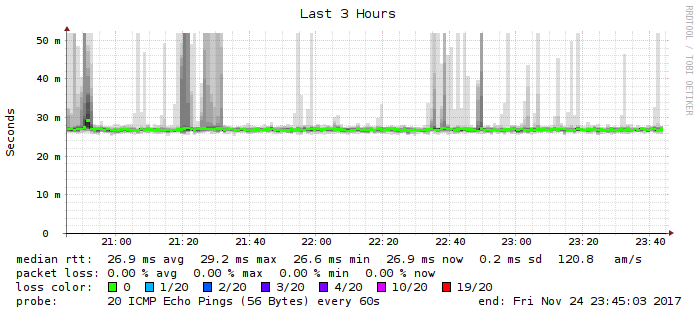 Last 3 Hours
RRDTOOL / TOBI OETIKER
Seconds
50 m
40 m
30 m
20 m
10 m
0
21:00 21:20 21:40 22:00 22:20 22:40 23:00 23:20 23:40
median rtt: 26.9 ms avg 29.2 ms max 26.6 ms min 26.9 ms now 0.2 ms sd 120.8 am/s
packet loss: 0.00 % avg 0.00 % max 0.00 % min 0.00 % now
loss color: 0 1/20 2/20 3/20 4/20 10/20 19/20
probe: 20 ICMP Echo Pings (56 Bytes) every 60s end: Fri Nov 24 23:45:03 2017